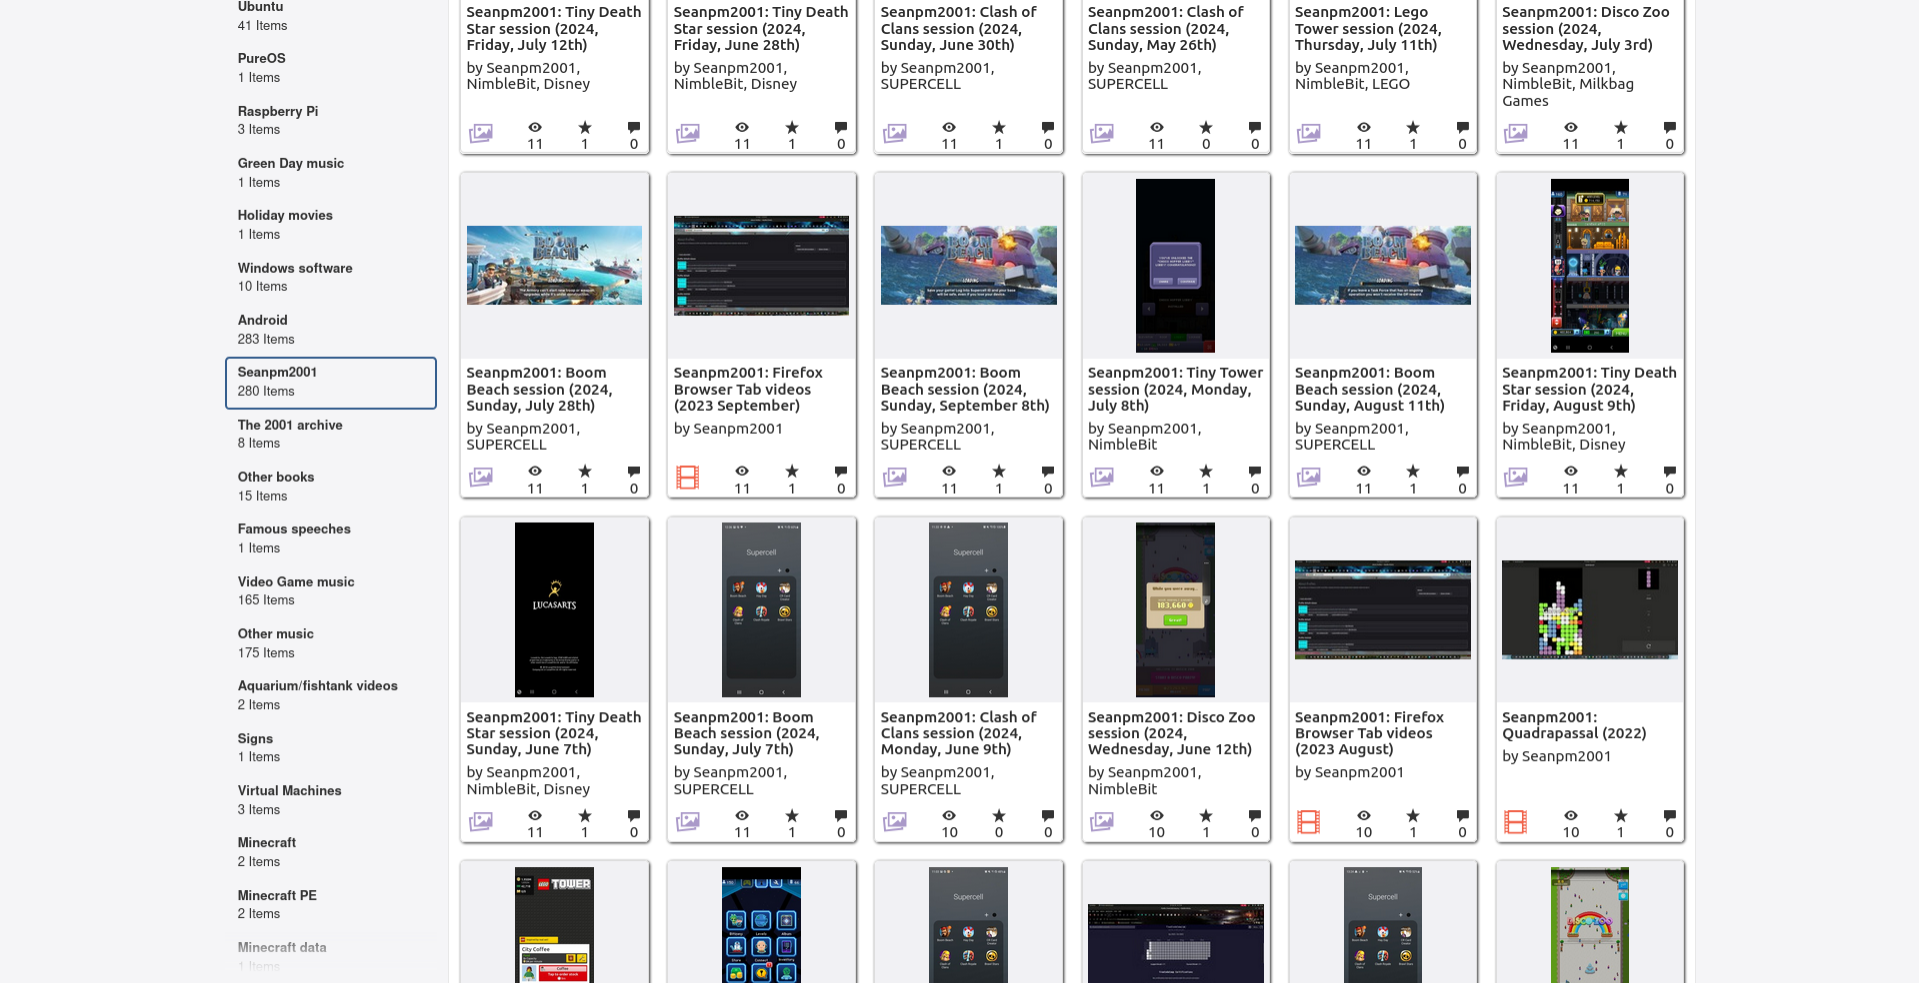 Ubuntu
41 Items
PureOS
1 Items
Raspberry Pi
3 Items
Green Day music
1 Items
Holiday movies
1 Items
Windows software
10 Items
Android
283 Items
Seanpm2001
280 Items
The 2001 archive
8 Items
Other books
15 Items
Famous speeches
1 Items
Video Game music
165 Items
Other music
175 Items
Aquarium/fishtank videos
2 Items
Signs
1 Items
Virtual Machines
3 Items
Minecraft
2 Items
Minecraft PE
2 Items
Minecraft data
1 Items
Seanpm2001: Tiny Death
Star session (2024,
Friday, July 12th)
by Seanpm2001,
NimbleBit, Disney
11 1 0
Seanpm2001: Tiny Death
Star session (2024,
Friday, June 28th)
by Seanpm2001,
NimbleBit, Disney
11 1 0
Seanpm2001: Clash of
Clans session (2024,
Sunday, June 30th)
by Seanpm2001,
SUPERCELL
11 1 0
Seanpm2001: Clash of
Clans session (2024,
Sunday, May 26th)
by Seanpm2001,
SUPERCELL
11 0 0
Seanpm2001: Lego
Tower session (2024,
Thursday, July 11th)
by Seanpm2001,
NimbleBit, LEGO
11 1 0
Seanpm2001: Disco Zoo
session (2024,
Wednesday, July 3rd)
by Seanpm2001,
NimbleBit, Milkbag
Games
11 1 0
BOOM
BEACH
Seanpm2001: Boom
Beach session (2024,
Sunday, July 28th)
by Seanpm2001,
SUPERCELL
11 1 0
Seanpm2001: Firefox
Browser Tab videos
(2023 September)
by Seanpm2001
11 1 0
BOOM
BEACH
Seanpm2001: Boom
Beach session (2024,
Sunday, September 8th)
by Seanpm2001,
SUPERCELL
11 1 0
Seanpm2001: Tiny Tower
session (2024, Monday,
July 8th)
by Seanpm2001,
NimbleBit
11 1 0
BOOM
BEACH
Seanpm2001: Boom
Beach session (2024,
Sunday, August 11th)
by Seanpm2001,
SUPERCELL
11 1 0
Seanpm2001: Tiny Death
Star session (2024,
Friday, August 9th)
by Seanpm2001,
NimbleBit, Disney
11 1 0
LUCASARTS
Seanpm2001: Tiny Death
Star session (2024,
Sunday, June 7th)
by Seanpm2001,
NimbleBit, Disney
11 1 0
Supercell
Seanpm2001: Boom
Beach session (2024,
Sunday, July 7th)
by Seanpm2001,
SUPERCELL
11 1 0
Supercell
Seanpm2001: Clash of
Clans session (2024,
Monday, June 9th)
by Seanpm2001,
SUPERCELL
10 0 0
While you were away...
183,660
Seanpm2001: Disco Zoo
session (2024,
Wednesday, June 12th)
by Seanpm2001,
NimbleBit
10 1 0
Seanpm2001: Firefox
Browser Tab videos
(2023 August)
by Seanpm2001
10 1 0
Seanpm2001:
Quadrapassal (2022)
by Seanpm2001
10 1 0
LEGO TOWER
City Coffee
Coffee
Supercell
Supercell